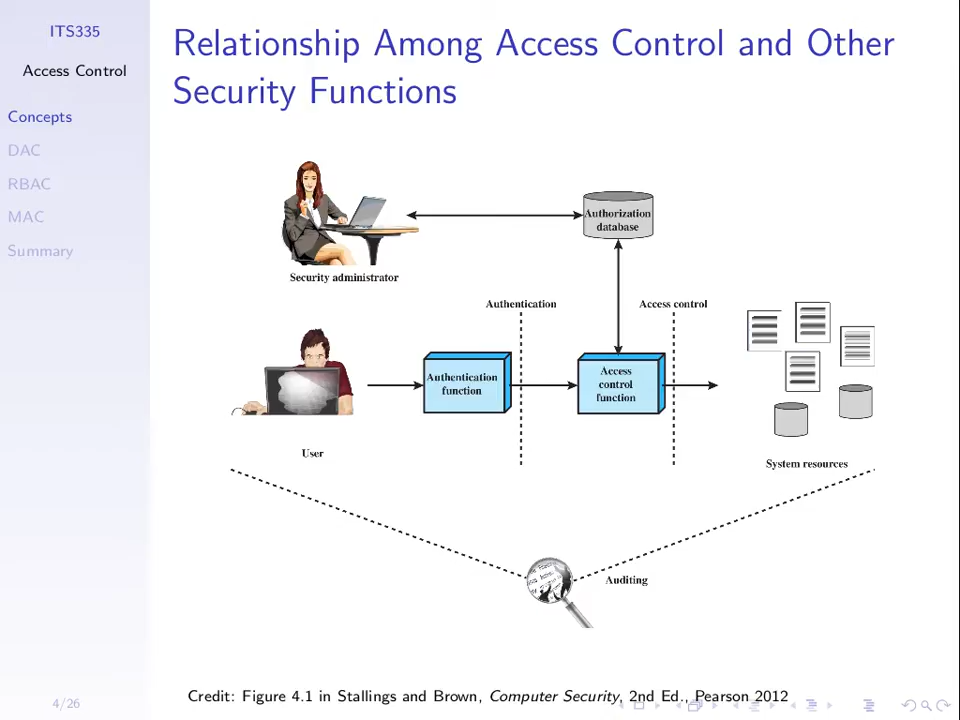 ITS335
Access Control
Concepts
DAC
RBAC
MAC
Summary
4/26
Relationship Among Access Control and Other
Security Functions
Authorization
database
Security administrator
Authentication
Access control
Authentication
function
Access
control
function
User
System resources
Auditing
Credit: Figure 4.1 in Stallings and Brown, Computer Security, 2nd Ed., Pearson 2012